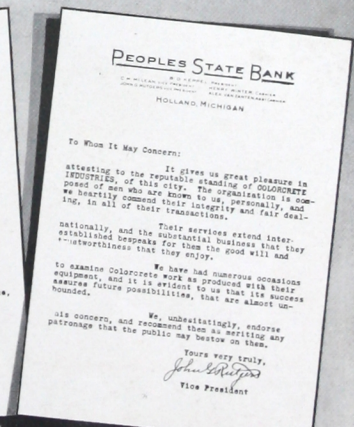 PEOPLES STATE BANK
HOLLAND, MICHIGAN
To Whom It May Concern:
It gives us great pleasure in
attesting to the reputable standing of COLORCRETE
INDUSTRIES, of this city. The organization is com-
posed of men who are known to us, personally, and
we heartily commend their integrity and fair deal-
ing, in all of their transactions.
Their services extend inter-
nationally, and the substantial business that they
established bespeaks for them the good will and
trustworthiness that they enjoy.
We have had numerous occasions
to examine Colorcrete work as produced with their
equipment, and it is evident to us that its success
assures future possibilities, that are almost un-
bounded.
We, unhesitatingly, endorse
his concern, and recommend them as meriting any
patronage that the public may bestow on them.
Yours very truly,
John G Rutgers
Vice President